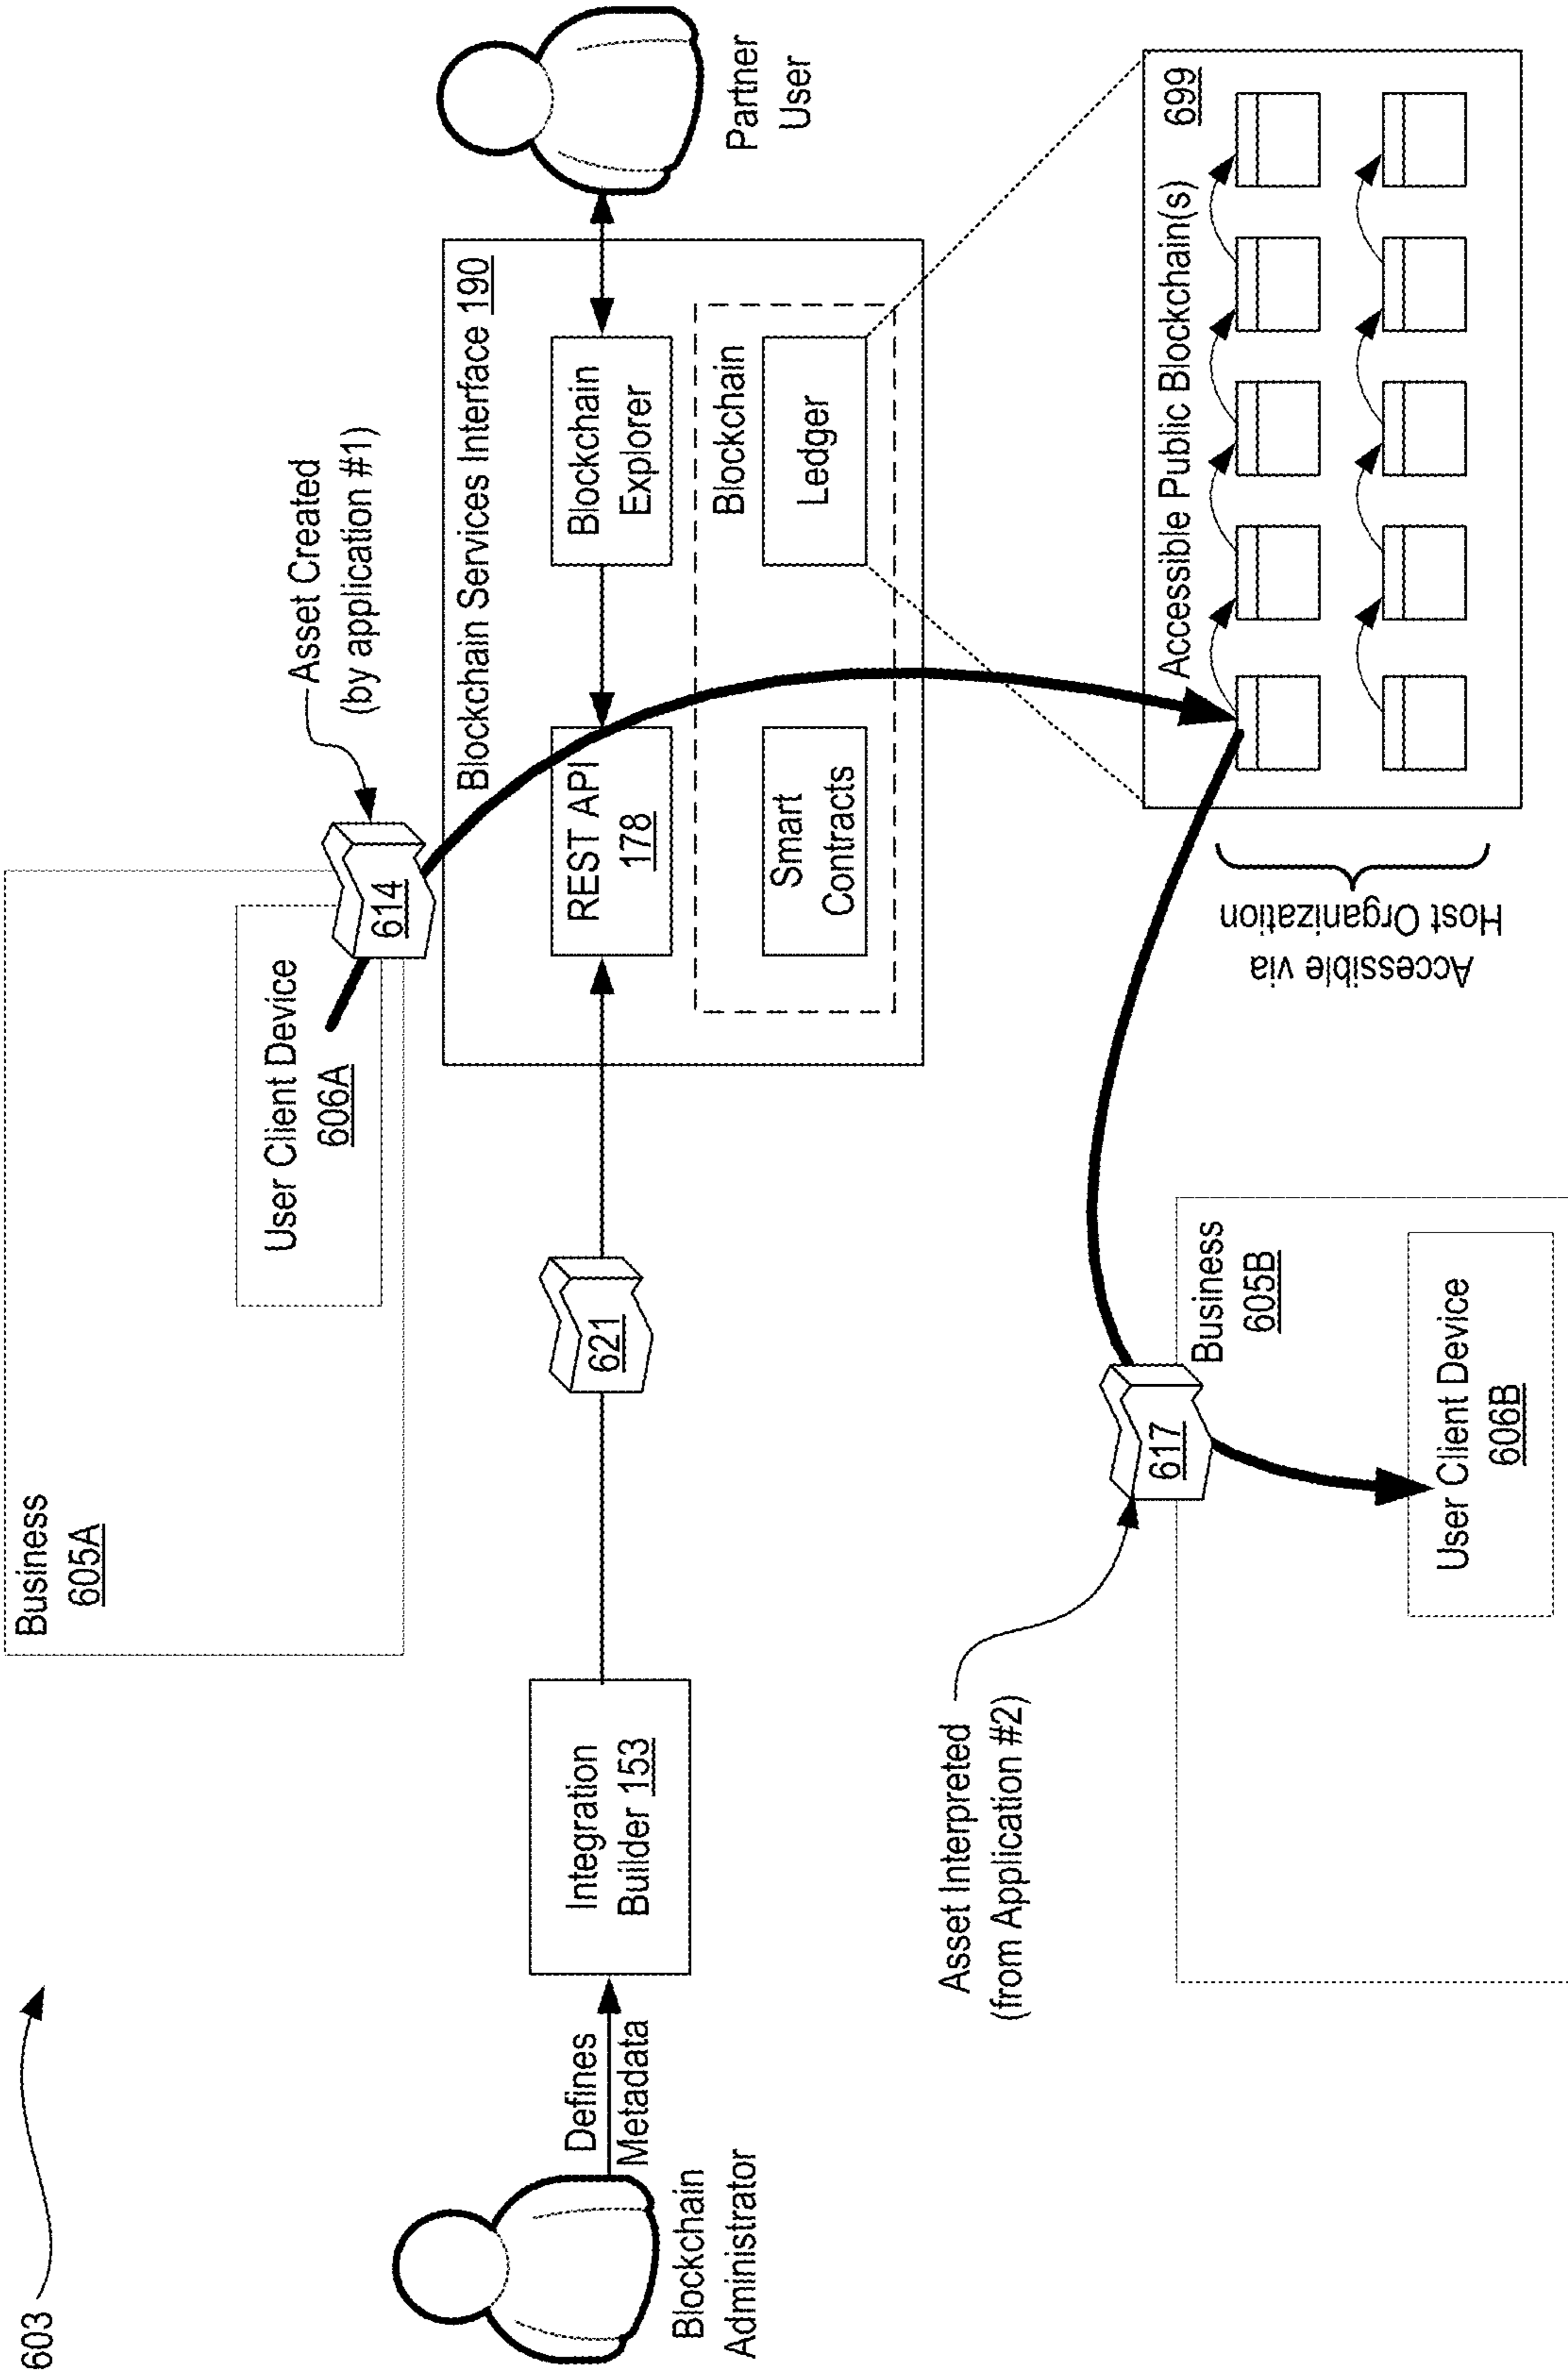 603
Business
605A
User Client Device
606A
614
Asset Created
(by application #1)
Blockchain
Administrator
Defines
Metadata
Integration
Builder 153
621
Blockchain Services Interface 190
REST API
178
Blockchain
Explorer
Blockchain
Smart
Contracts
Ledger
Partner
User
Asset Interpreted
(from Application #2)
617
Business
605B
User Client Device
606B
Accessible via
Host Organization
Accessible Public Blockchain(s) 699